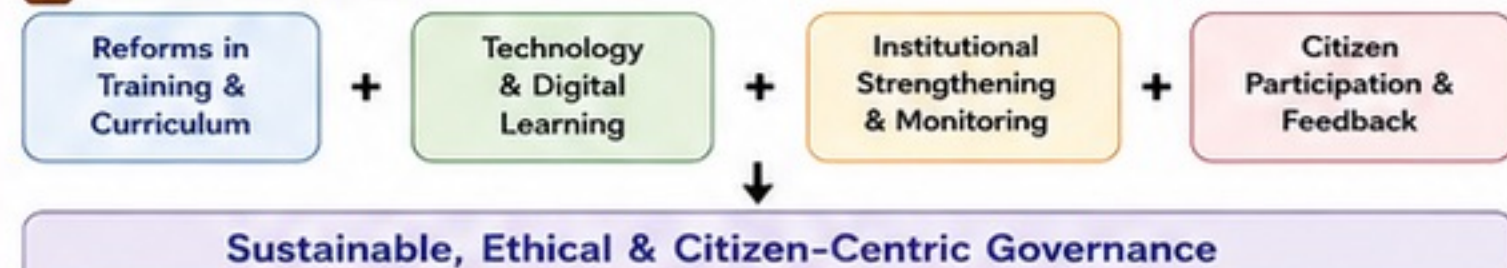 Reforms in
Training &
Curriculum
+
Technology
& Digital
Learning
+
Institutional
Strengthening
& Monitoring
+
Citizen
Participation &
Feedback
Sustainable, Ethical & Citizen-Centric Governance